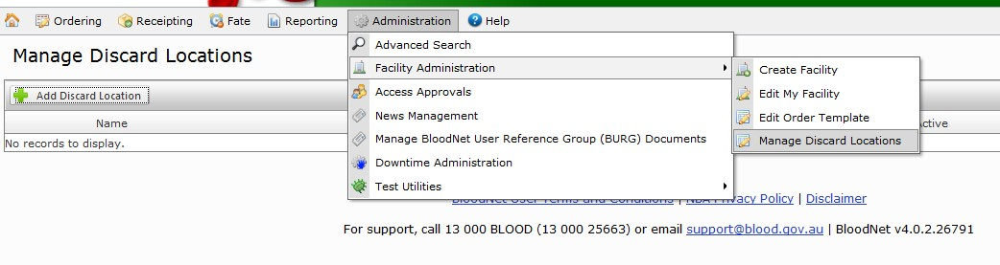 Ordering Receipting Fate Reporting Administration Help
Manage Discard Locations
Advanced Search
Facility Administration
Create Facility
Add Discard Location
Access Approvals
Edit My Facility
News Management
Edit Order Template
Name
Active
Manage BloodNet User Reference Group (BURG) Documents
Manage Discard Locations
No records to display.
Downtime Administration
Test Utilities
BloodNet User Terms and Conditions | NBA Privacy Policy | Disclaimer
For support, call 13 000 BLOOD (13 000 25663) or email support@blood.gov.au | BloodNet v4.0.2.26791